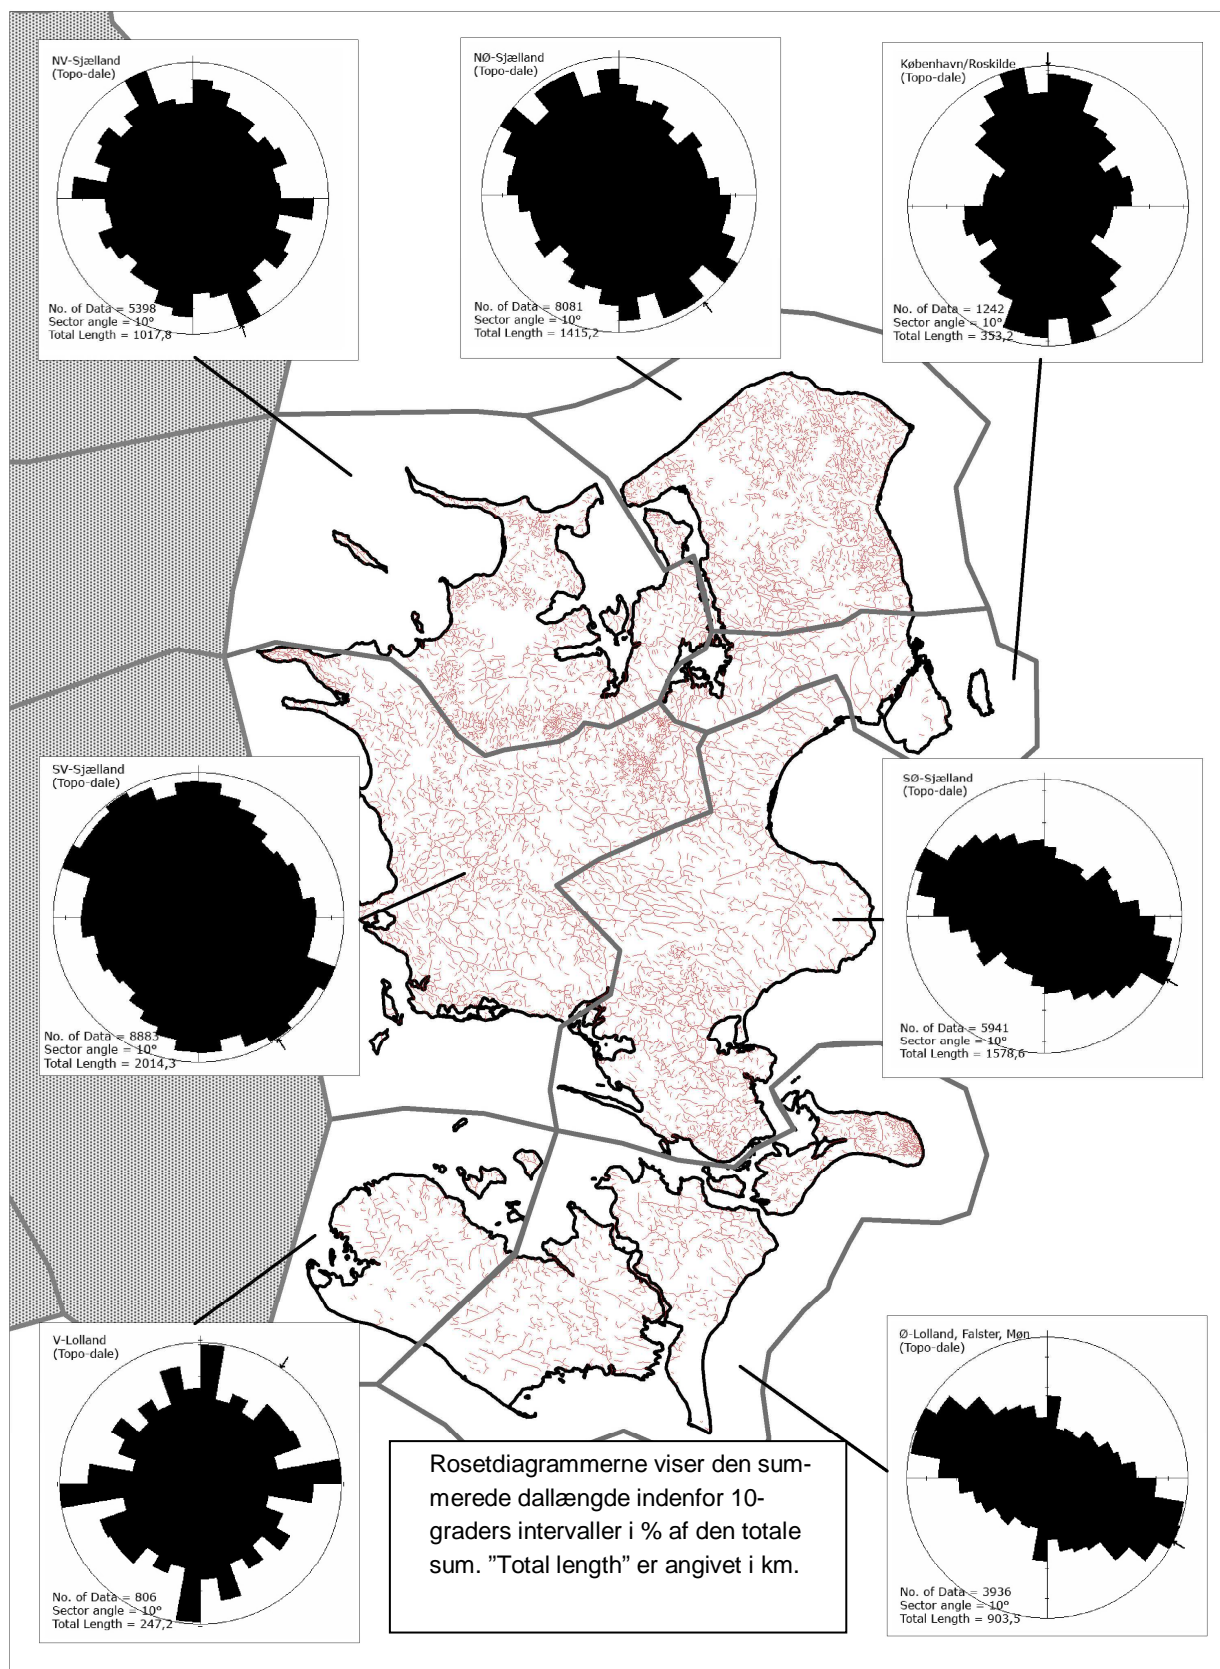 NV-Sjælland
(Topo-dale)
No. of Data = 5398
Sector angle = 10°
Total Length = 1017,8
NØ-Sjælland
(Topo-dale)
No. of Data = 8081
Sector angle = 10°
Total Length = 1415,2
København/Roskilde
(Topo-dale)
No. of Data = 1242
Sector angle = 10°
Total Length = 353,2
SV-Sjælland
(Topo-dale)
No. of Data = 8883
Sector angle = 10°
Total Length = 2014,3
SØ-Sjælland
(Topo-dale)
No. of Data = 5941
Sector angle = 10°
Total Length = 1578,6
V-Lolland
(Topo-dale)
No. of Data = 806
Sector angle = 10°
Total Length = 247,2
Ø-Lolland, Falster, Møn
(Topo-dale)
No. of Data = 3936
Sector angle = 10°
Total Length = 903,5
Rosetdiagrammerne viser den sum-
merede dallængde indenfor 10-
graders intervaller i % af den totale
sum. ”Total length” er angivet i km.